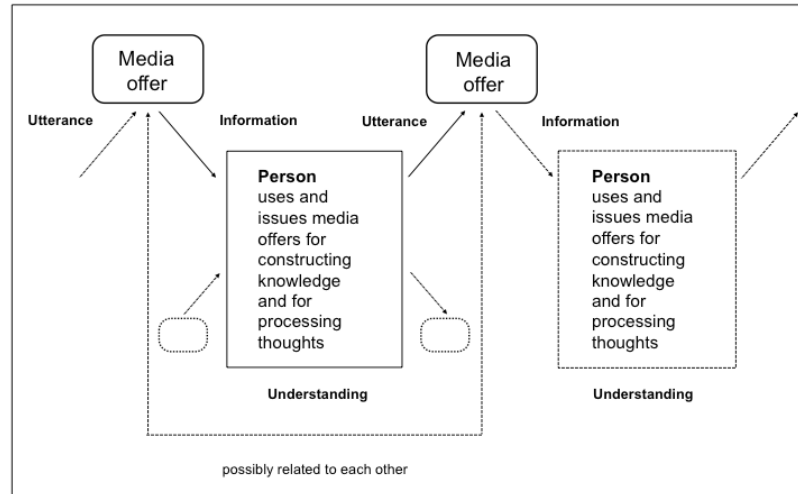 Media
offer
Media
offer
Utterance
Information
Utterance
Information
Person
uses and
issues media
offers for
constructing
knowledge
and for
processing
thoughts
Person
uses and
issues media
offers for
constructing
knowledge
and for
processing
thoughts
Understanding
Understanding
possibly related to each other